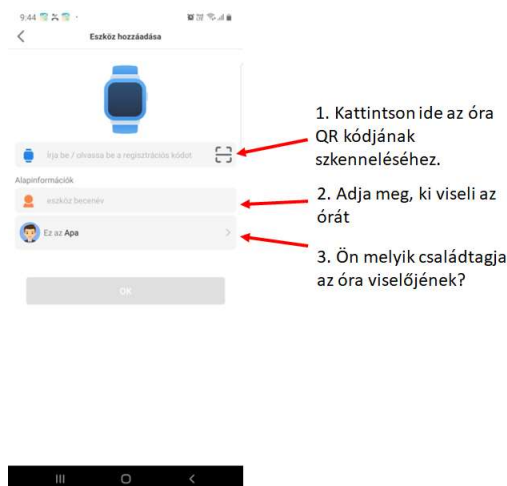 9:44
Eszköz hozzáadása
Írja be / olvassa be a regisztrációs kódot
Alapinformációk
eszköz becenév
Ez az Apa
OK
1. Kattintson ide az óra
QR kódjának
szkenneléséhez.
2. Adja meg, ki viseli az
órát
3. Ön melyik családtagja
az óra viselőjének?